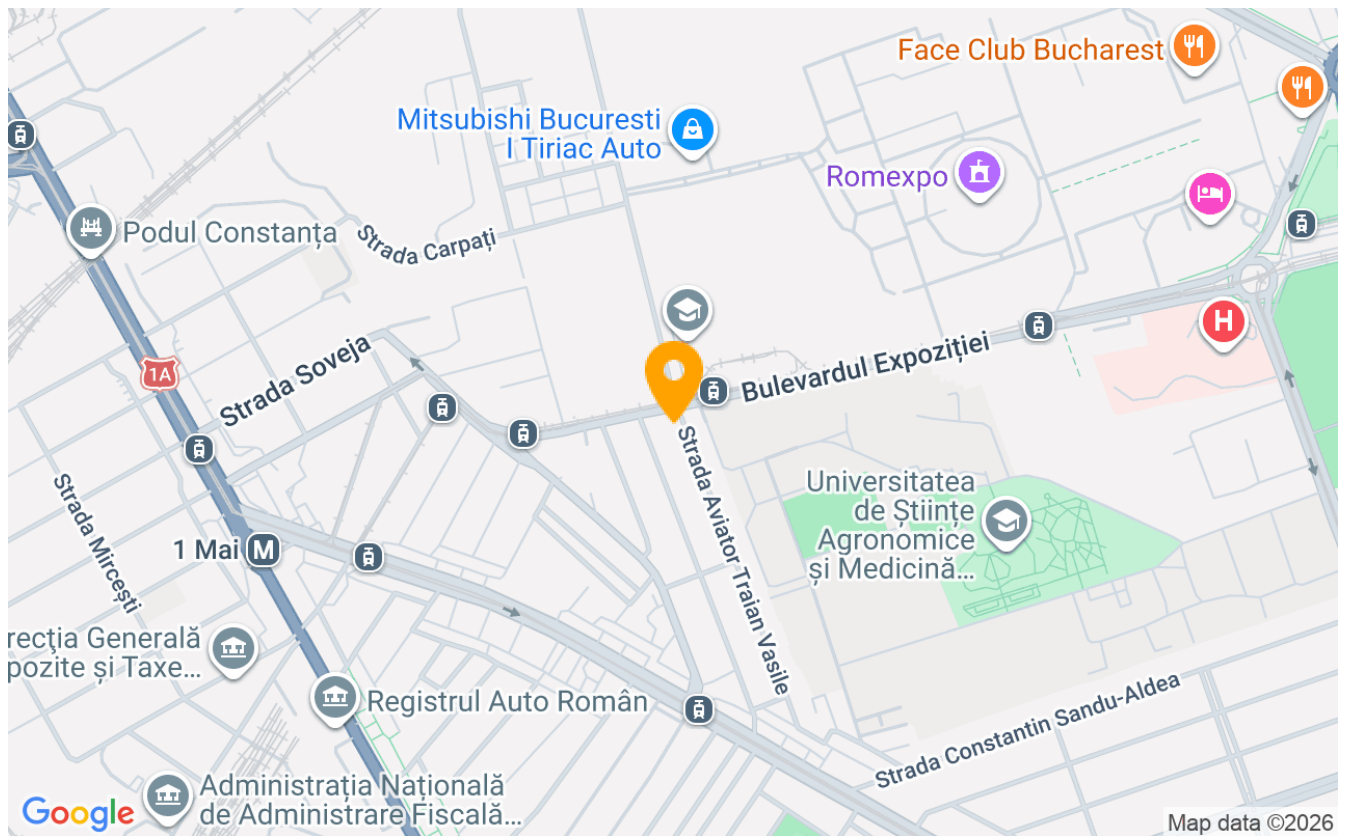 Face Club Bucharest
Mitsubishi Bucuresti
I Tiriac Auto
Romexpo
Podul Constanța
Strada Carpați
H
Bulevardul Expoziției
Strada Soveja
1A
Strada Aviator Traian Vasile
Universitatea
de Științe
Agronomice
și Medicină...
Strada Mircești
1 Mai M
recţia Generală
pozite și Taxe...
Registrul Auto Român
Strada Constantin Sandu-Aldea
Administrația Națională
de Administrare Fiscală...
Google
Map data ©2026